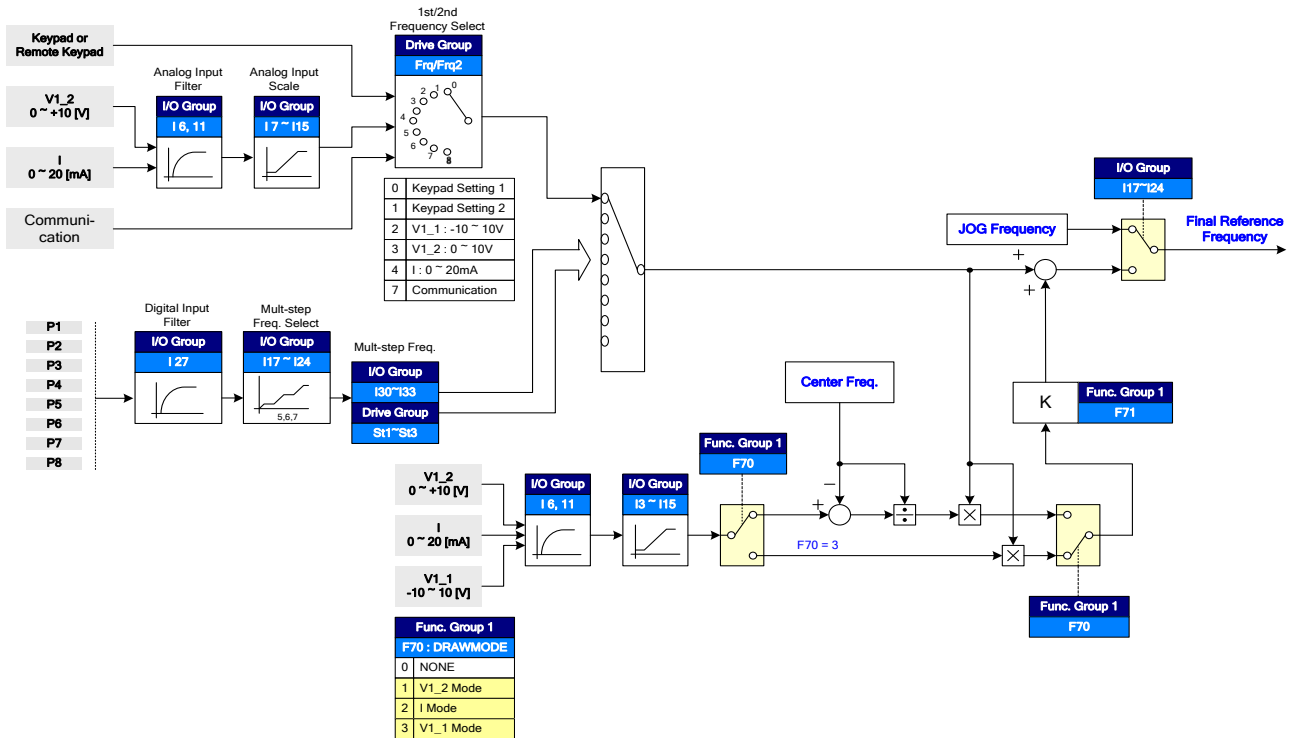 1st/2nd
Frequency Select
Drive Group
Frq/Frq2
0
1
2
3
4
5
6
7
8
Keypad or
Remote Keypad
Analog Input
Filter
I/O Group
I 6, 11
Analog Input
Scale
I/O Group
I 7 ~ I15
V1_2
0 ~ +10 [V]
I
0 ~ 20 [mA]
Communi-
cation
0 Keypad Setting 1
1 Keypad Setting 2
2 V1_1 : -10 ~ 10V
3 V1_2 : 0 ~ 10V
4 I : 0 ~ 20mA
7 Communication
I/O Group
I17~I24
JOG Frequency
Final Reference
Frequency
+
+
P1
P2
P3
P4
P5
P6
P7
P8
Digital Input
Filter
I/O Group
I 27
Mult-step
Freq. Select
I/O Group
I17 ~ I24
5,6,7
Mult-step Freq.
I/O Group
I30~I33
Drive Group
St1~St3
Center Freq.
K
Func. Group 1
F71
V1_2
0 ~ +10 [V]
I
0 ~ 20 [mA]
V1_1
-10 ~ 10 [V]
I/O Group
I 6, 11
I/O Group
I3 ~ I15
Func. Group 1
F70
−
+
÷
×
×
F70 = 3
Func. Group 1
F70
Func. Group 1
F70 : DRAWMODE
0 NONE
1 V1_2 Mode
2 I Mode
3 V1_1 Mode